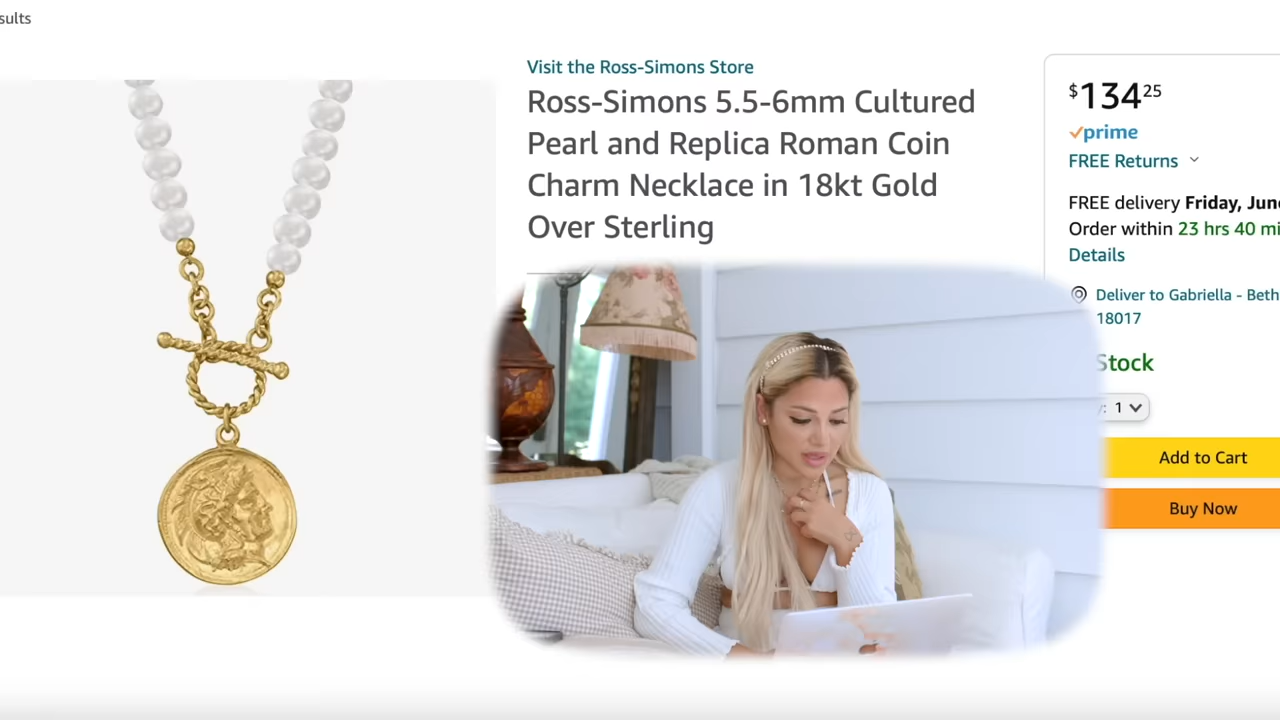 sults
Visit the Ross-Simons Store
Ross-Simons 5.5-6mm Cultured
Pearl and Replica Roman Coin
Charm Necklace in 18kt Gold
Over Sterling
$134 25
prime
FREE Returns
FREE delivery Friday, Jun
Order within 23 hrs 40 mi
Details
Deliver to Gabriella - Beth
18017
Stock
: 1
Add to Cart
Buy Now